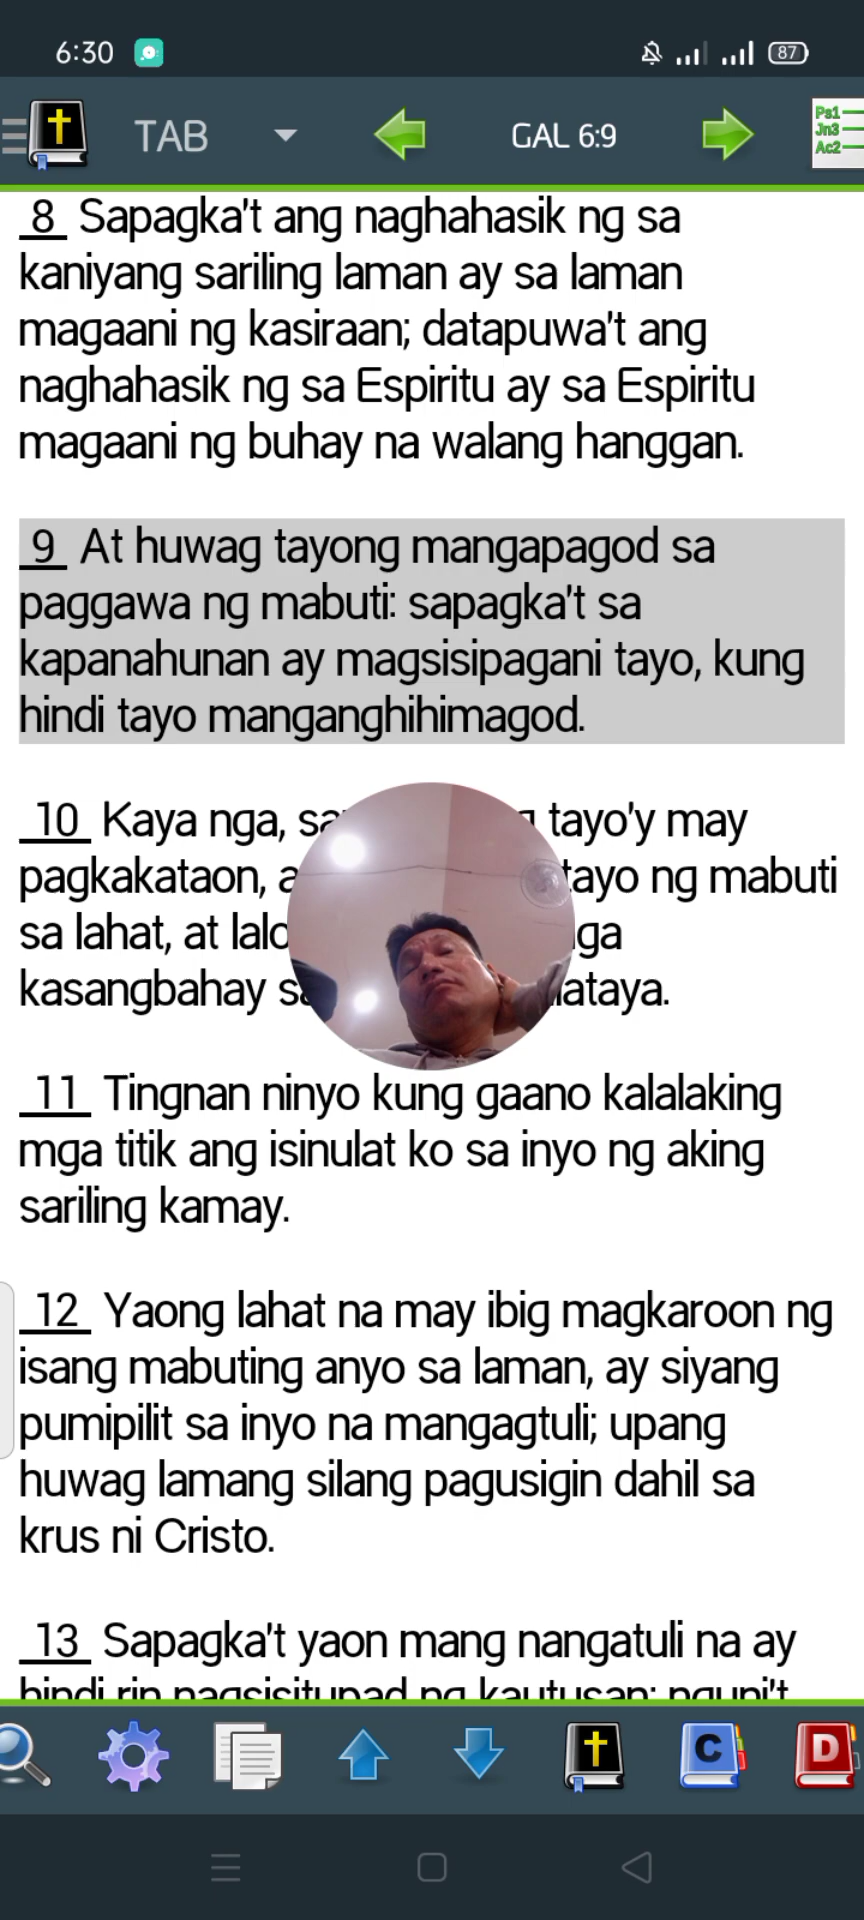 6:30
87
TAB
GAL 6:9
Ps1
Jn3
Ac2
8 Sapagka't ang naghahasik ng sa
kaniyang sariling laman ay sa laman
magaani ng kasiraan; datapuwa't ang
naghahasik ng sa Espiritu ay sa Espiritu
magaani ng buhay na walang hanggan.
9 At huwag tayong mangapagod sa
paggawa ng mabuti: sapagka't sa
kapanahunan ay magsisipagani tayo, kung
hindi tayo manganghihimagod.
10 Kaya nga, tayo'y may
pagkakataon, tayo ng mabuti
sa lahat, at
kasangbahay
11 Tingnan ninyo kung gaano kalalaking
mga titik ang isinulat ko sa inyo ng aking
sariling kamay.
12 Yaong lahat na may ibig magkaroon ng
isang mabuting anyo sa laman, ay siyang
pumipilit sa inyo na mangagtuli; upang
huwag lamang silang pagusigin dahil sa
krus ni Cristo.
13 Sapagka't yaon mang nangatuli na ay
hindi rin nagsisitupad ng kautusan; nguni't
C
D